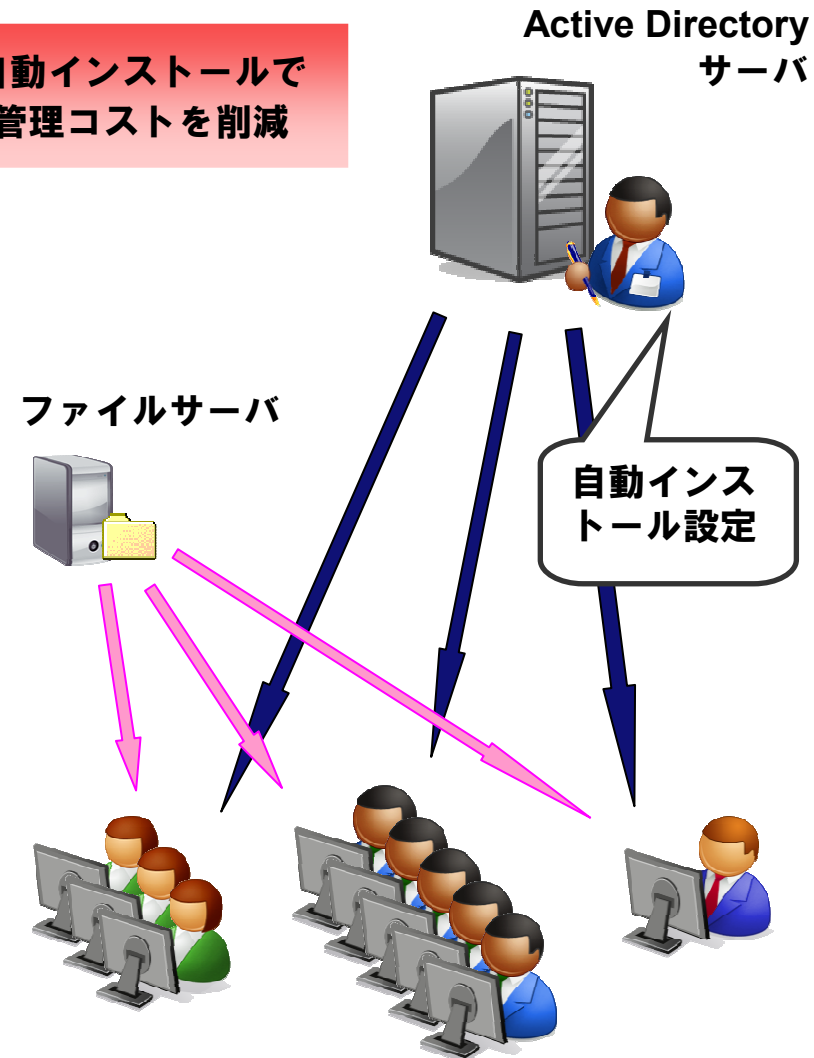 Active Directory
サーバ
動インストールで
管理コストを削減
ファイルサーバ
自動インス
トール設定